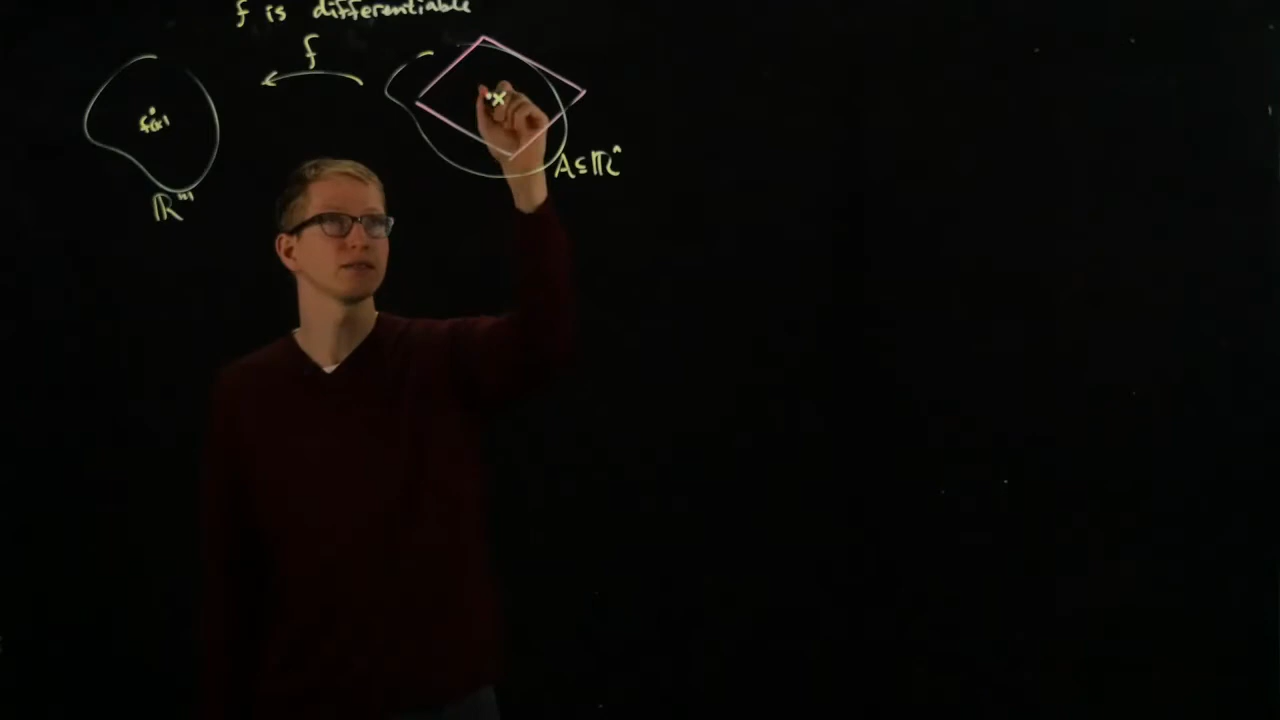 f is differentiable
f
x
f(x)
A ⊆ ℝⁿ
ℝᵐ